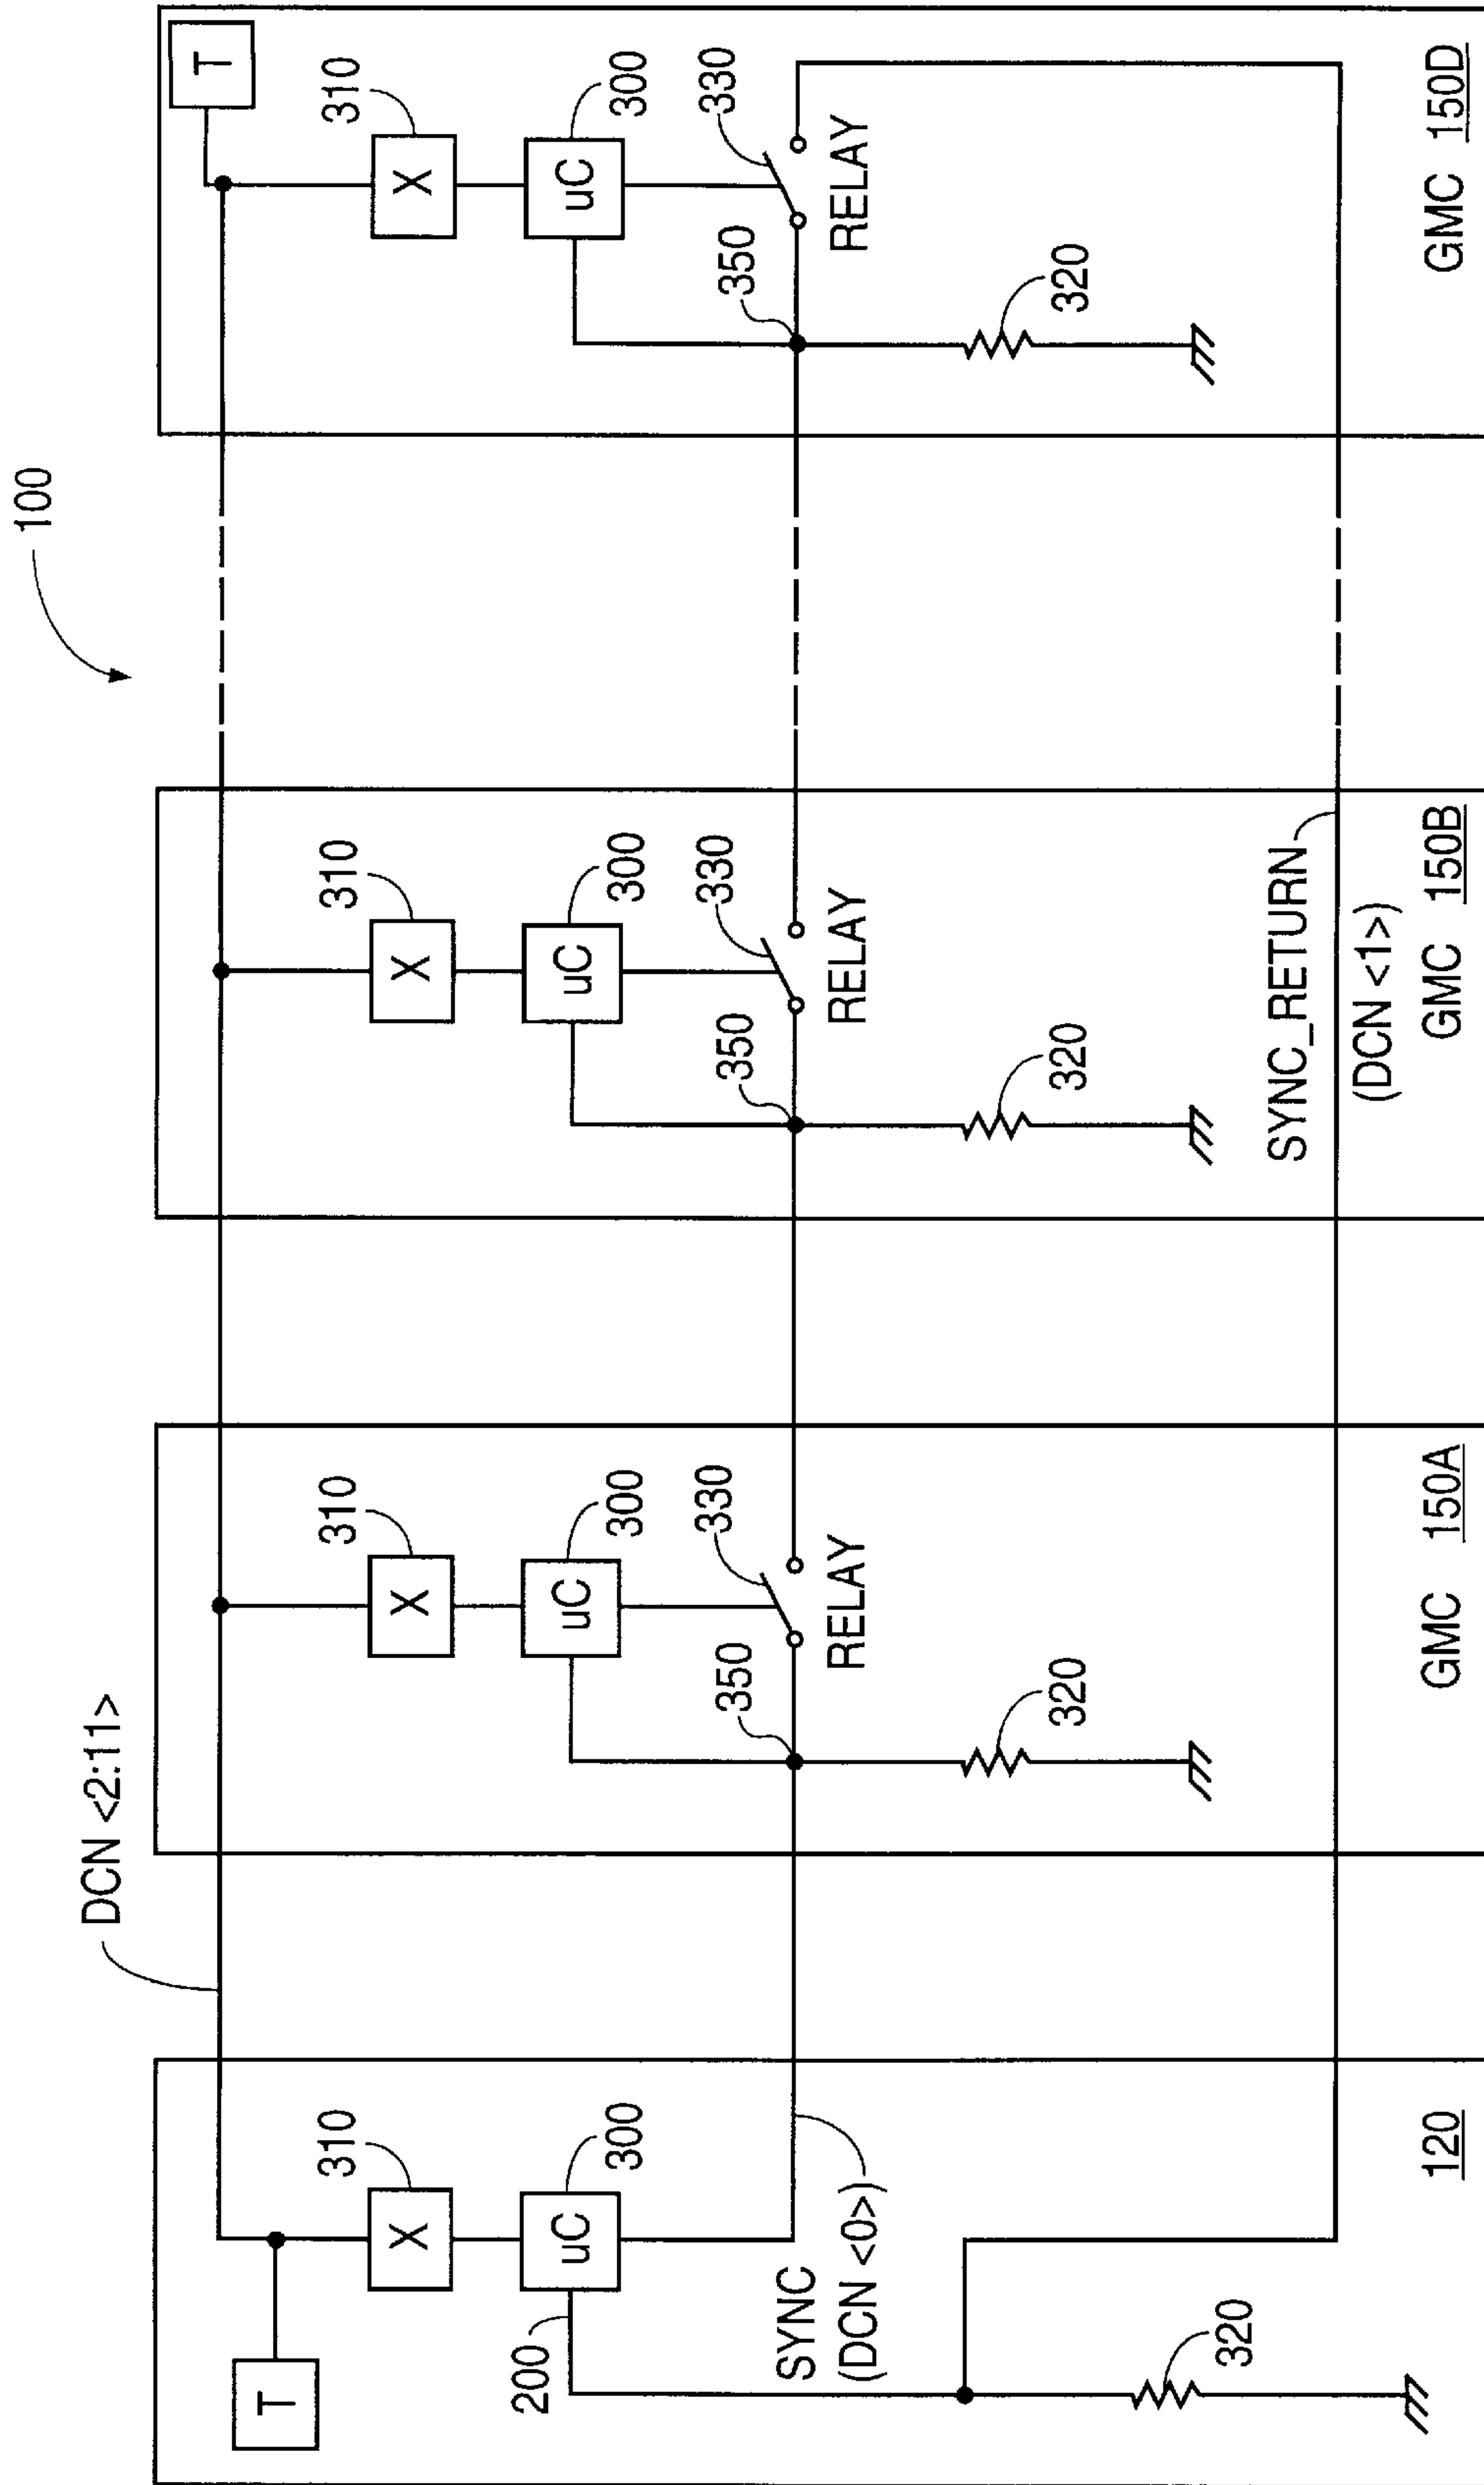 100
DCN <2:11>
T
X
310
uC
300
200
SYNC
(DCN <0>)
320
120
X
310
uC
300
330
350
RELAY
320
GMC 150A
X
310
uC
300
330
350
RELAY
320
SYNC_RETURN
(DCN <1>)
GMC 150B
T
X
310
uC
300
330
350
RELAY
320
GMC 150D